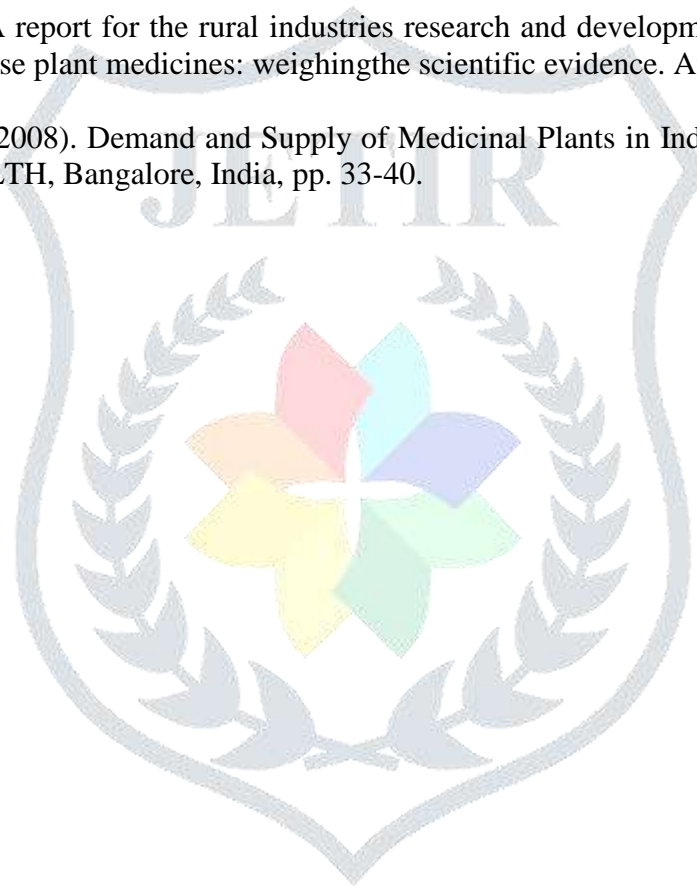 A report for the rural industries research and developm
se plant medicines: weighingthe scientific evidence. A
2008). Demand and Supply of Medicinal Plants in Ind
LTH, Bangalore, India, pp. 33-40.
JETIR